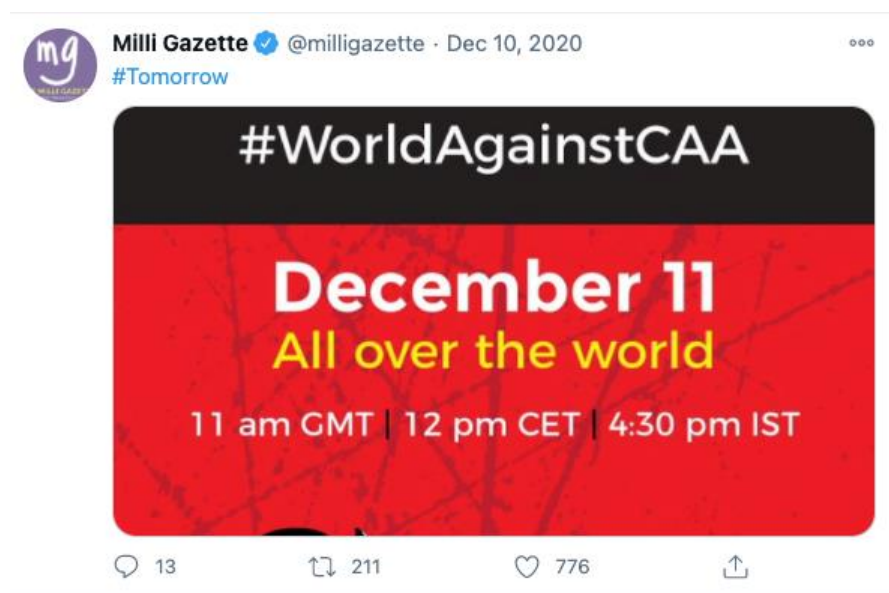 Milli Gazette @milligazette · Dec 10, 2020
#Tomorrow
#WorldAgainstCAA
December 11
All over the world
11 am GMT | 12 pm CET | 4:30 pm IST
13 211 776
mg